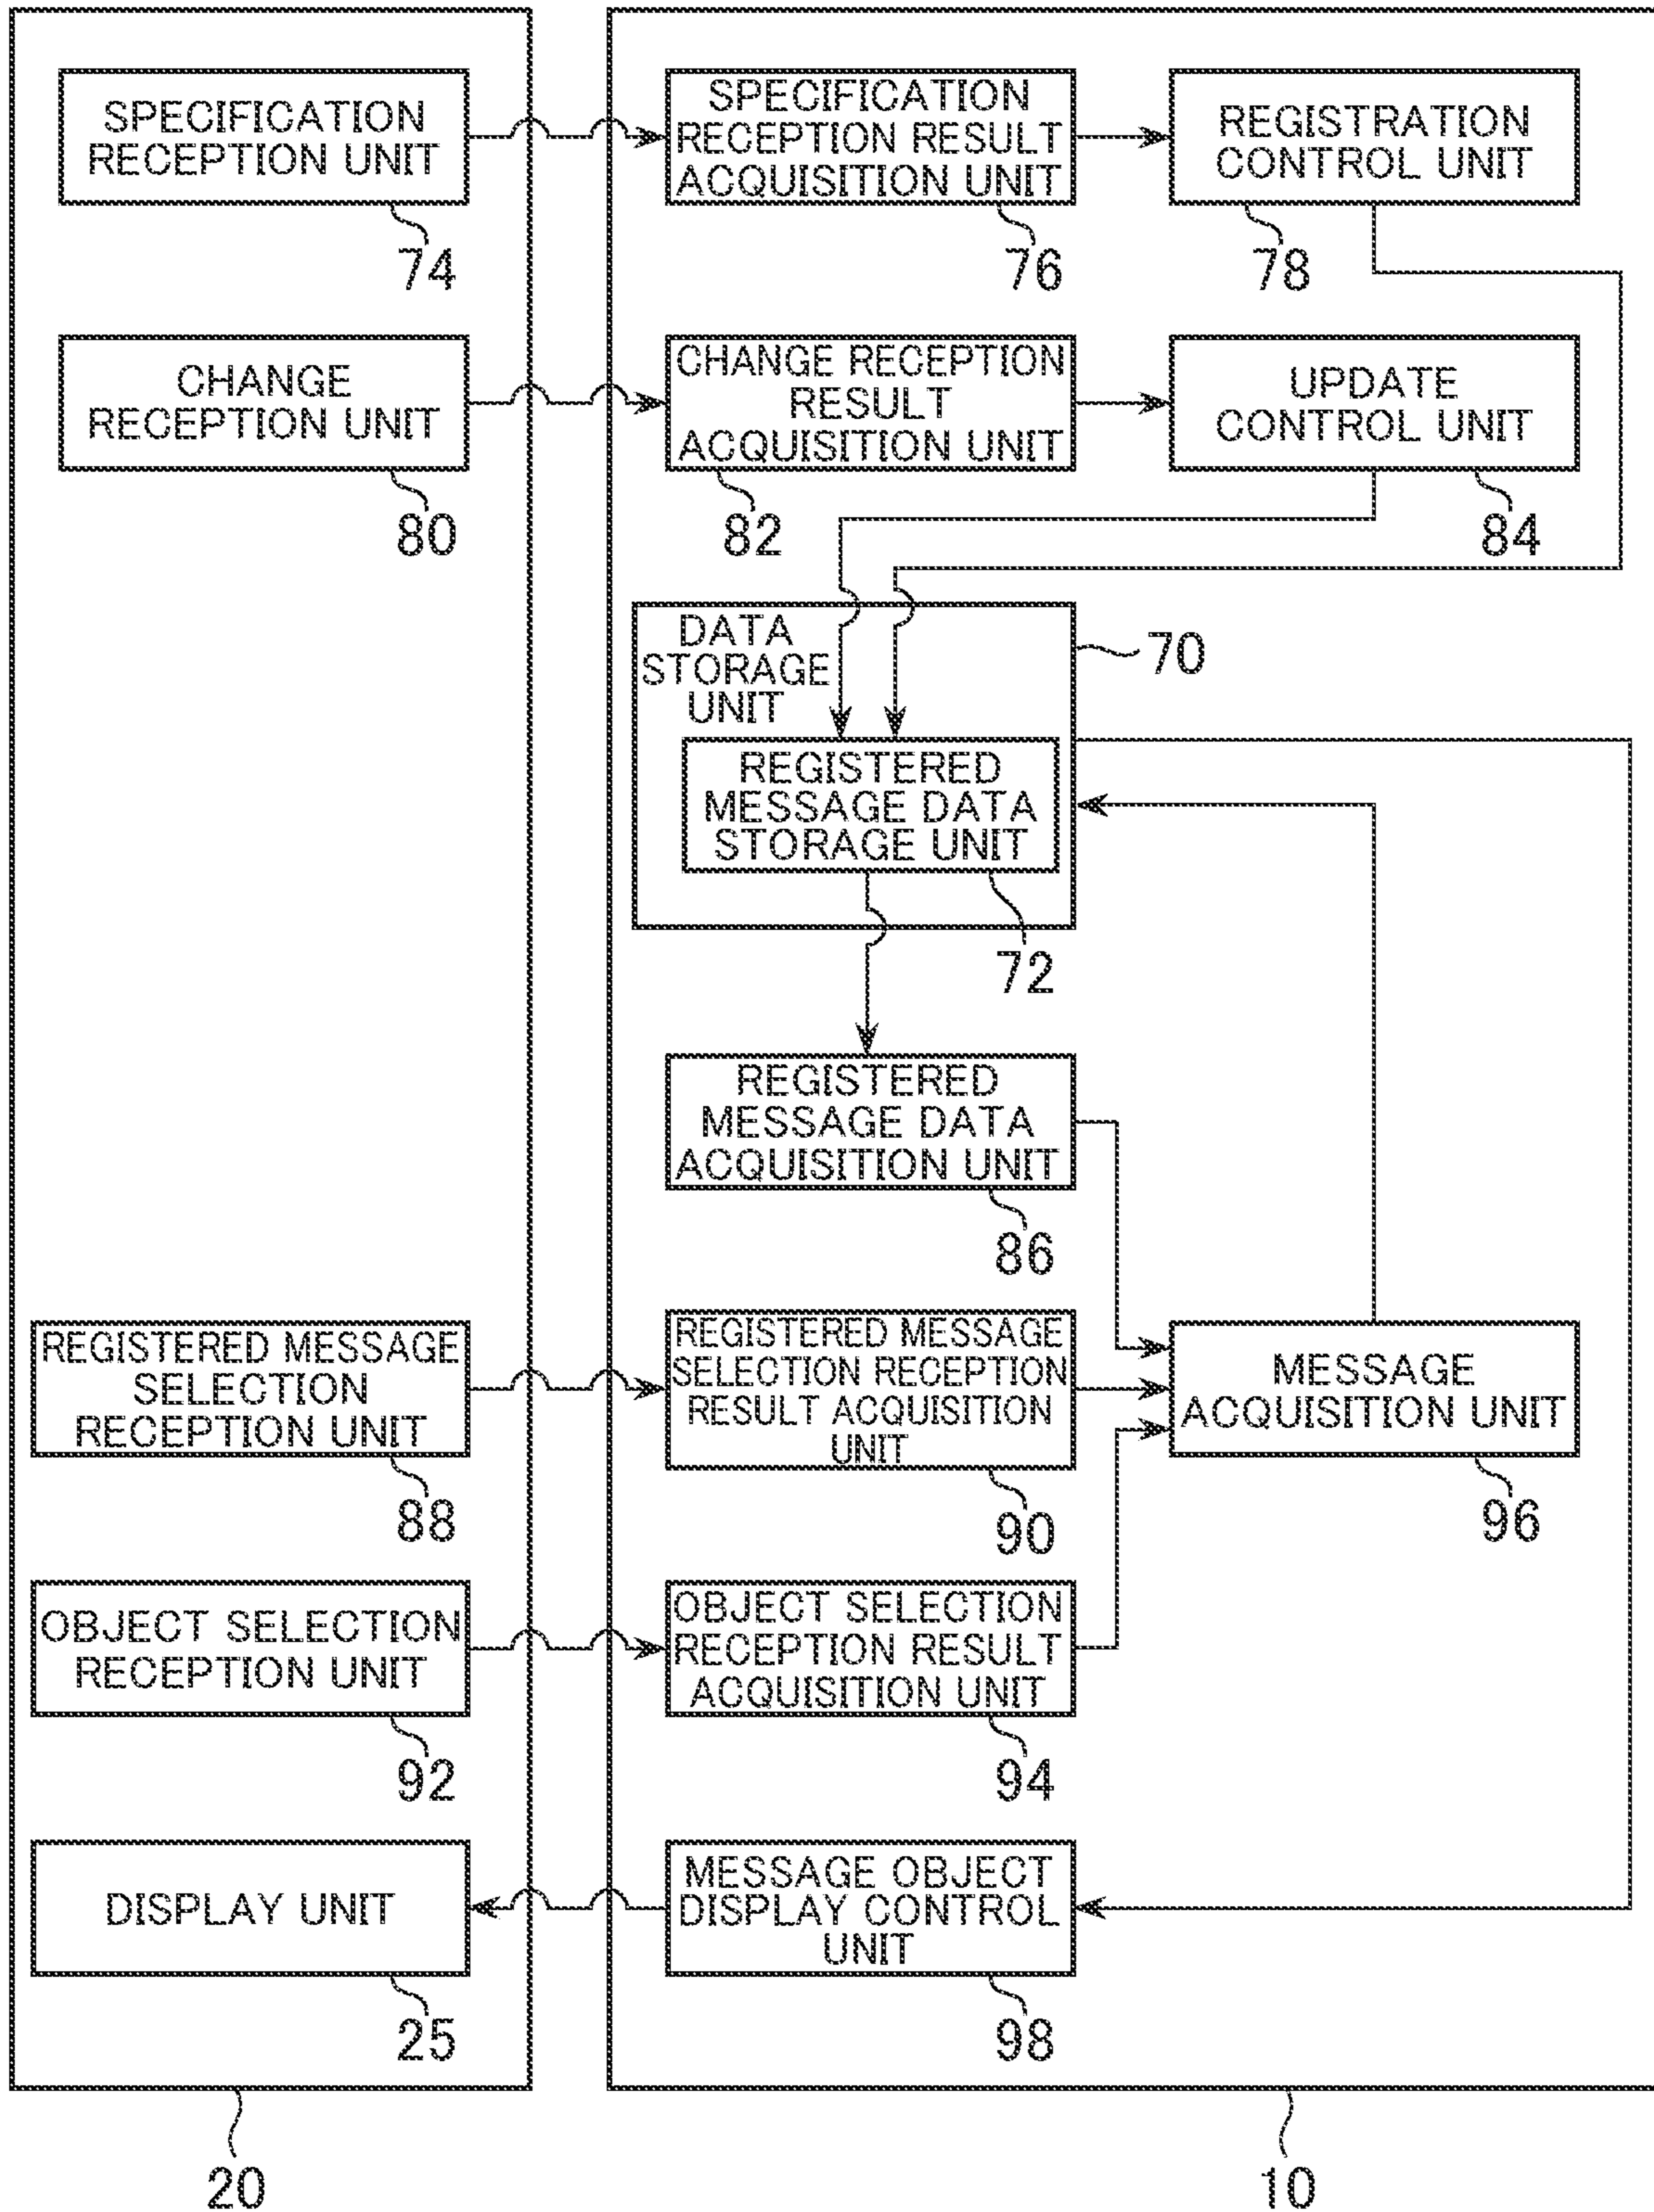 SPECIFICATION
RECEPTION UNIT
74
SPECIFICATION
RECEPTION RESULT
ACQUISITION UNIT
76
REGISTRATION
CONTROL UNIT
78
CHANGE
RECEPTION UNIT
80
CHANGE RECEPTION
RESULT
ACQUISITION UNIT
82
UPDATE
CONTROL UNIT
84
DATA
STORAGE
UNIT
70
REGISTERED
MESSAGE DATA
STORAGE UNIT
72
REGISTERED
MESSAGE DATA
ACQUISITION UNIT
86
REGISTERED MESSAGE
SELECTION
RECEPTION UNIT
88
REGISTERED MESSAGE
SELECTION RECEPTION
RESULT ACQUISITION
UNIT
90
MESSAGE
ACQUISITION UNIT
96
OBJECT SELECTION
RECEPTION UNIT
92
OBJECT SELECTION
RECEPTION RESULT
ACQUISITION UNIT
94
DISPLAY UNIT
25
MESSAGE OBJECT
DISPLAY CONTROL
UNIT
98
20
10